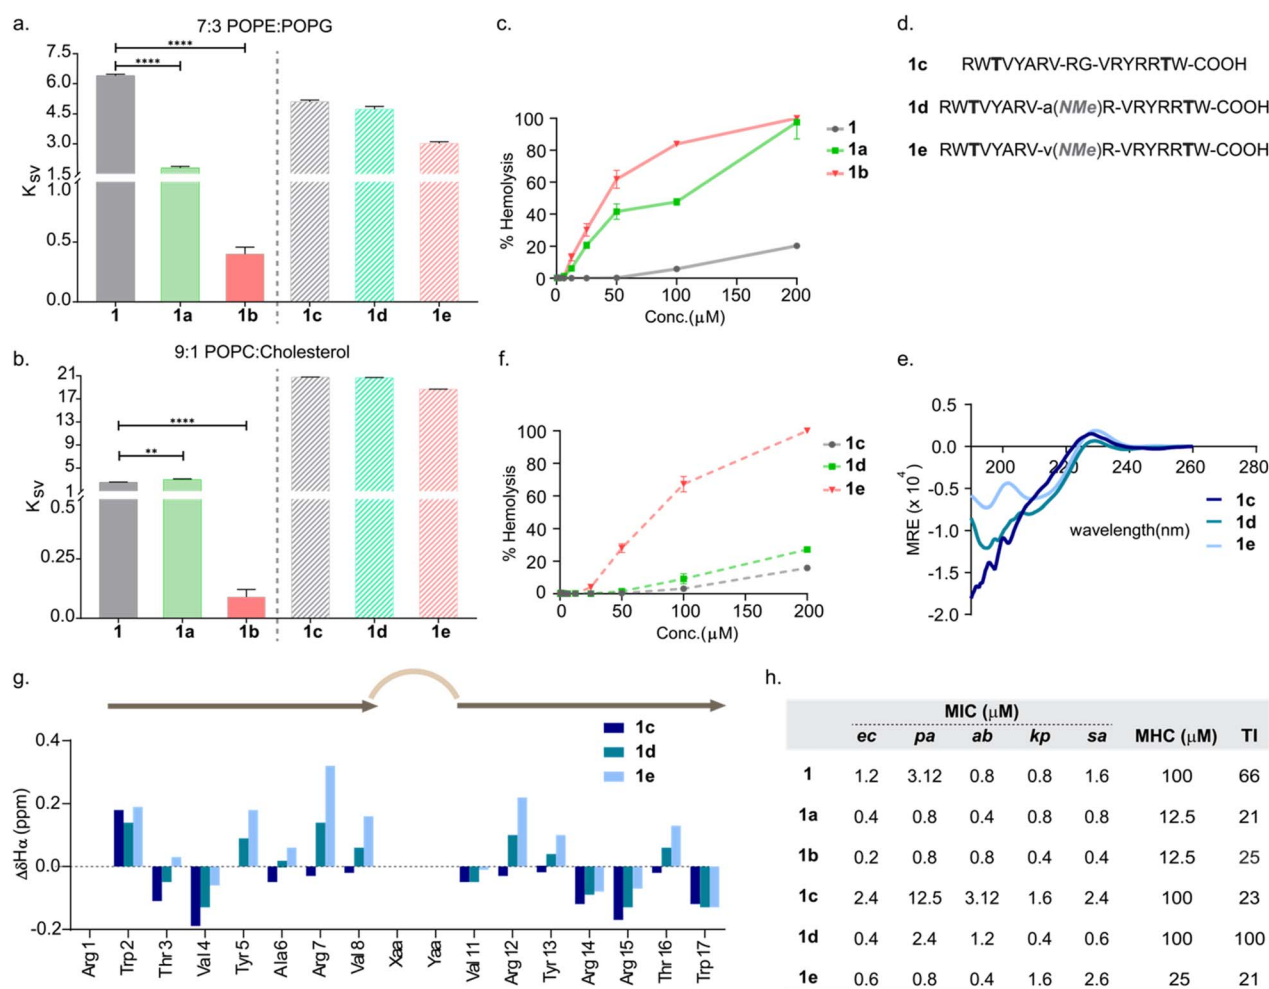 a.
7:3 POPE:POPG
7.5
6.0
4.5
3.0
1.5
1.0
0.5
0.0
Ksv
****
****
1 1a 1b 1c 1d 1e
b.
9:1 POPC:Cholesterol
21
17
13
9
5
1
0.5
0.25
0.0
Ksv
****
**
1 1a 1b 1c 1d 1e
c.
100
80
60
40
20
0
% Hemolysis
0 50 100 150 200
Conc.(μM)
1
1a
1b
d.
1c RWTVYARV-RG-VRYRRTW-COOH
1d RWTVYARV-a(NMe)R-VRYRRTW-COOH
1e RWTVYARV-v(NMe)R-VRYRRTW-COOH
f.
100
80
60
40
20
0
% Hemolysis
0 50 100 150 200
Conc.(μM)
1c
1d
1e
e.
0.5
0.0
-0.5
-1.0
-1.5
-2.0
MRE (x 10⁴)
200 220 240 260 280
wavelength(nm)
1c
1d
1e
g.
1c
1d
1e
0.4
0.2
0.0
-0.2
ΔδHα (ppm)
Arg 1 Trp2 Thr 3 Val 4 Tyr 5 Ala6 Arg 7 Val 8 Xaa Yaa Val 11 Arg 12 Tyr 13 Arg 14 Arg 15 Thr 16 Trp 17
h.
MIC (μM)
ec pa ab kp sa MHC (μM) TI
1 1.2 3.12 0.8 0.8 1.6 100 66
1a 0.4 0.8 0.4 0.8 0.8 12.5 21
1b 0.2 0.8 0.8 0.4 0.4 12.5 25
1c 2.4 12.5 3.12 1.6 2.4 100 23
1d 0.4 2.4 1.2 0.4 0.6 100 100
1e 0.6 0.8 0.4 1.6 2.6 25 21